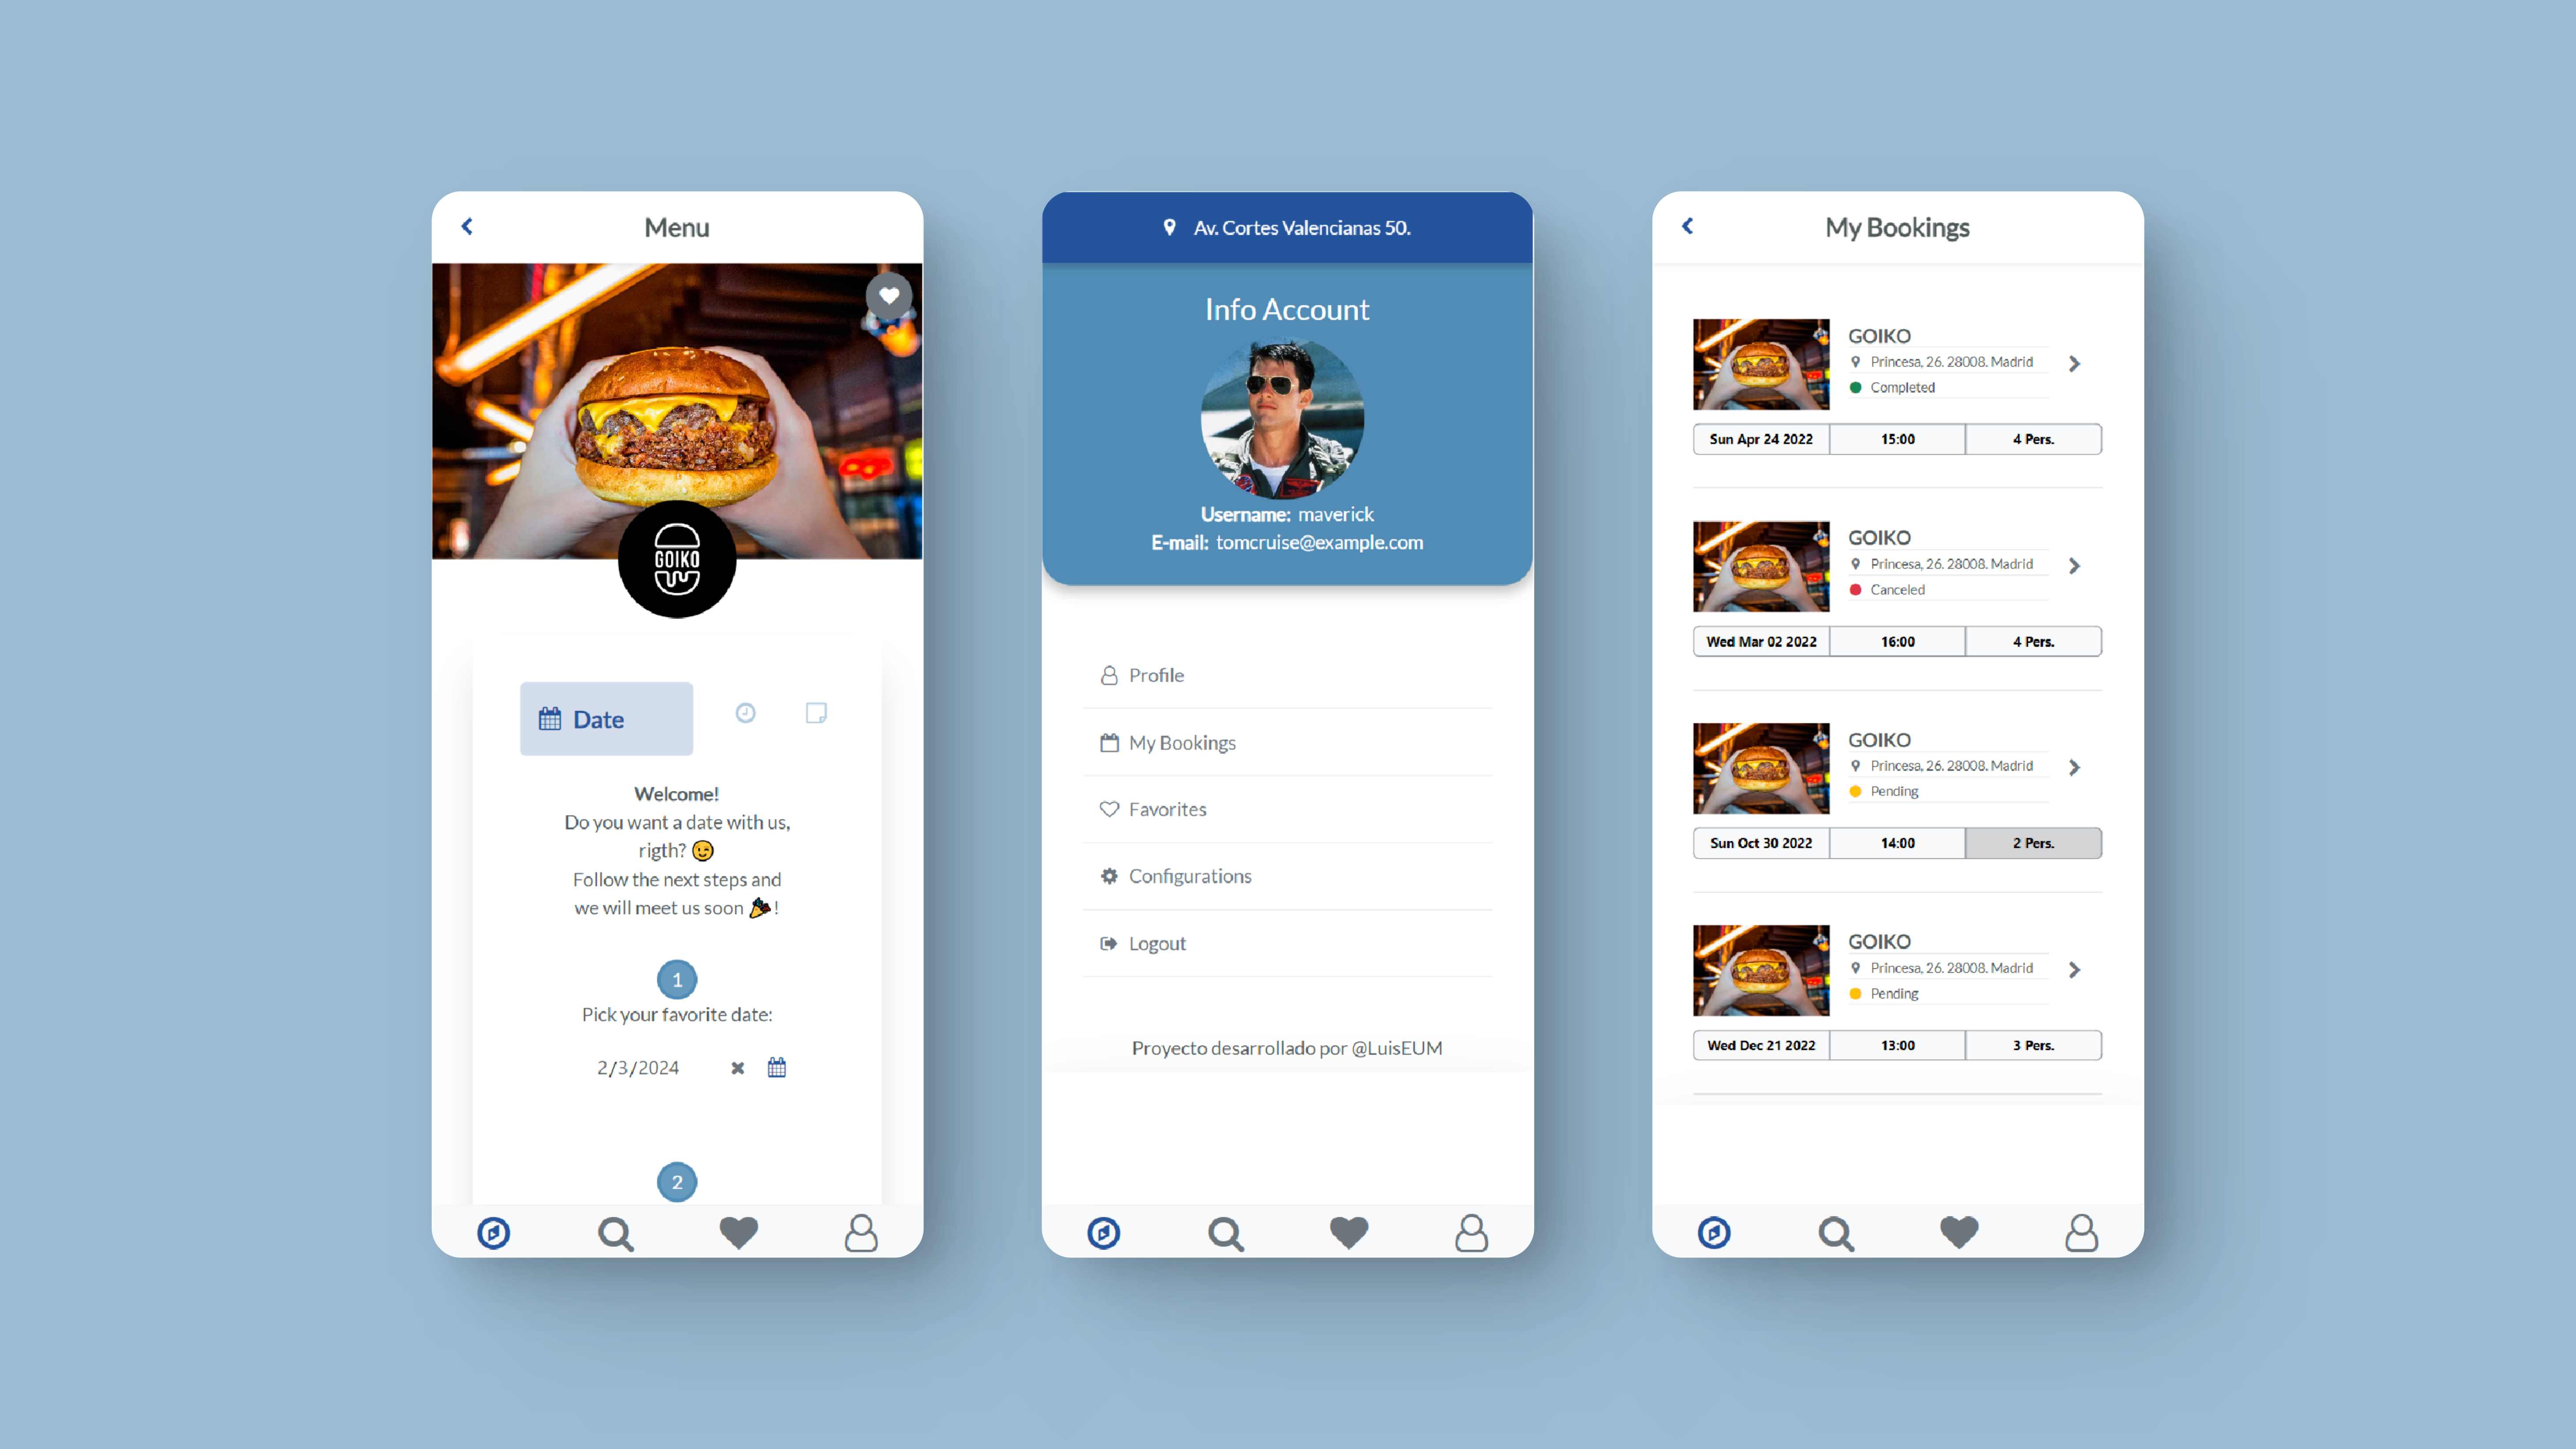 Menu
GOIKO
Date
Welcome!
Do you want a date with us,
rigth? 😉
Follow the next steps and
we will meet us soon 🎉 !
1
Pick your favorite date:
2/3/2024
2
Av. Cortes Valencianas 50.
Info Account
Username: maverick
E-mail: tomcruise@example.com
Profile
My Bookings
Favorites
Configurations
Logout
Proyecto desarrollado por @LuisEUM
My Bookings
GOIKO
Princesa, 26. 28008. Madrid
Completed
Sun Apr 24 2022 15:00 4 Pers.
GOIKO
Princesa, 26. 28008. Madrid
Canceled
Wed Mar 02 2022 16:00 4 Pers.
GOIKO
Princesa, 26. 28008. Madrid
Pending
Sun Oct 30 2022 14:00 2 Pers.
GOIKO
Princesa, 26. 28008. Madrid
Pending
Wed Dec 21 2022 13:00 3 Pers.